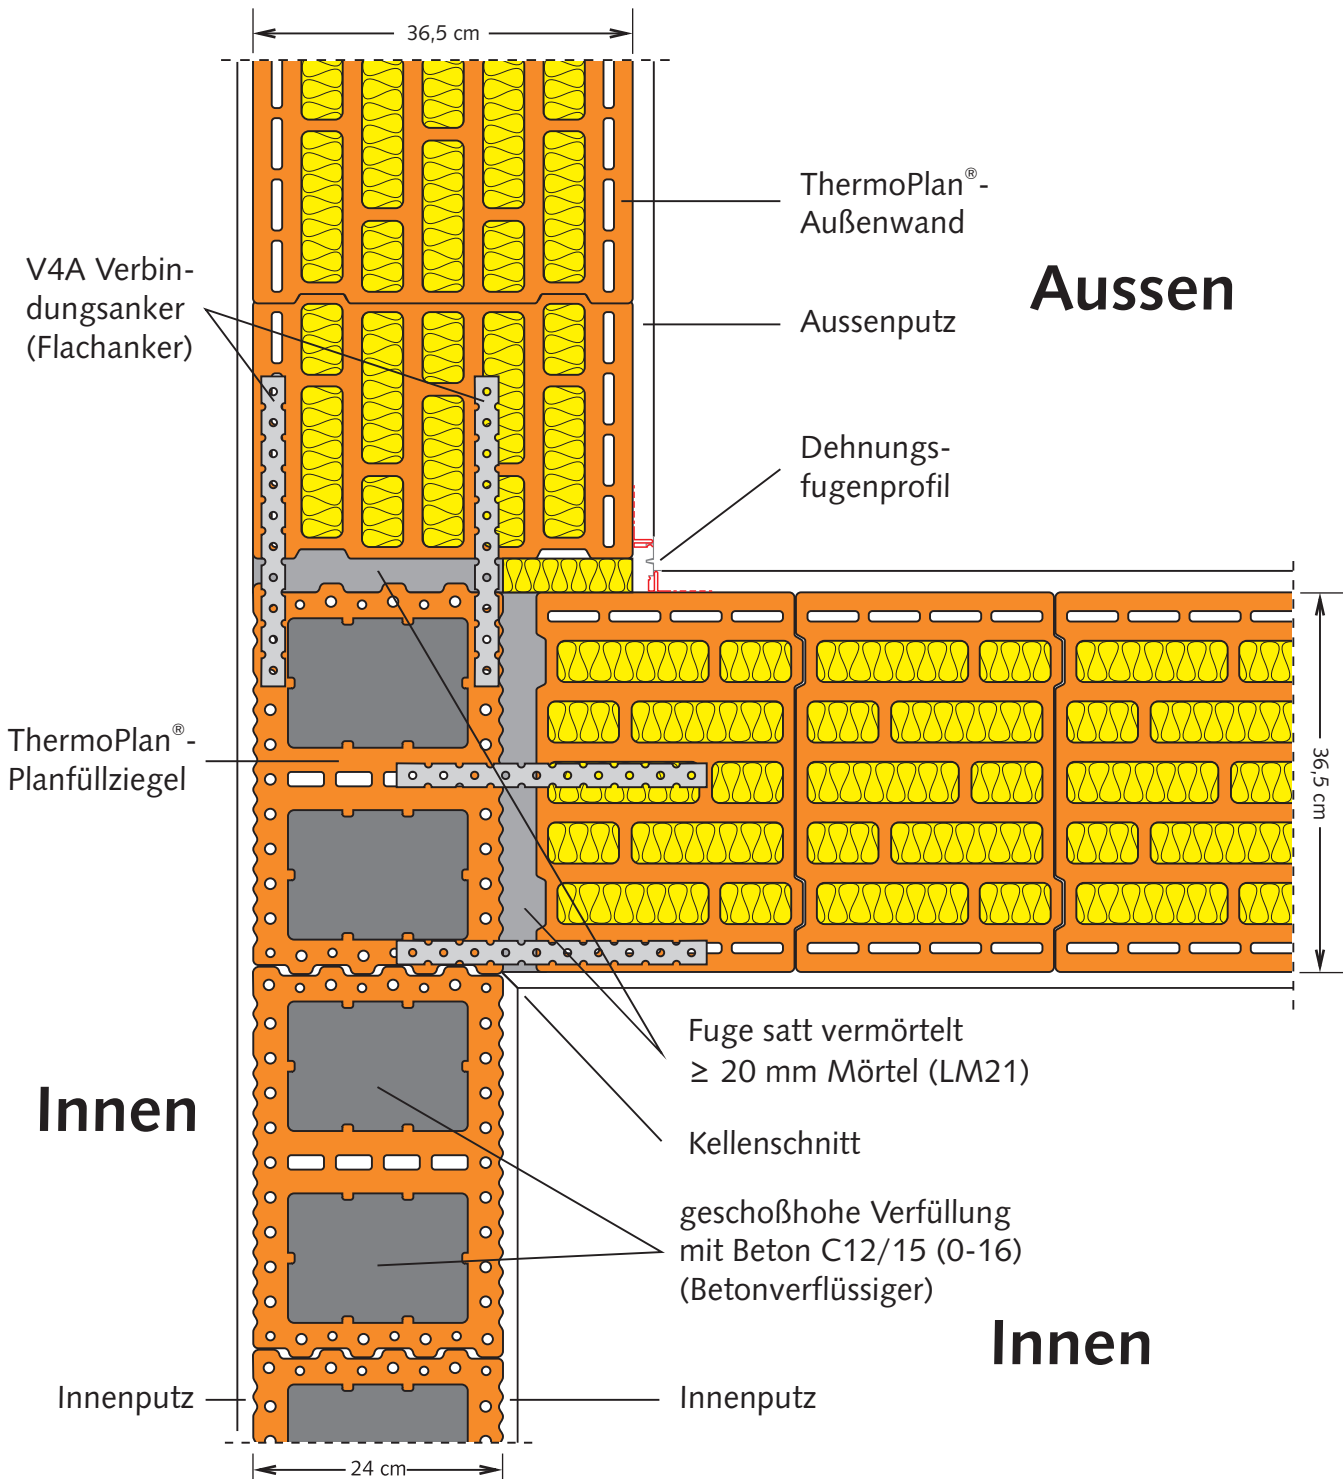 36,5 cm
ThermoPlan®-
Außenwand
Aussen
V4A Verbin-
dungsanker
(Flachanker)
Aussenputz
Dehnungs-
fugenprofil
ThermoPlan®-
Planfüllziegel
36,5 cm
Fuge satt vermörtelt
≥ 20 mm Mörtel (LM21)
Innen
Kellenschnitt
geschoßhohe Verfüllung
mit Beton C12/15 (0-16)
(Betonverflüssiger)
Innen
Innenputz
Innenputz
24 cm